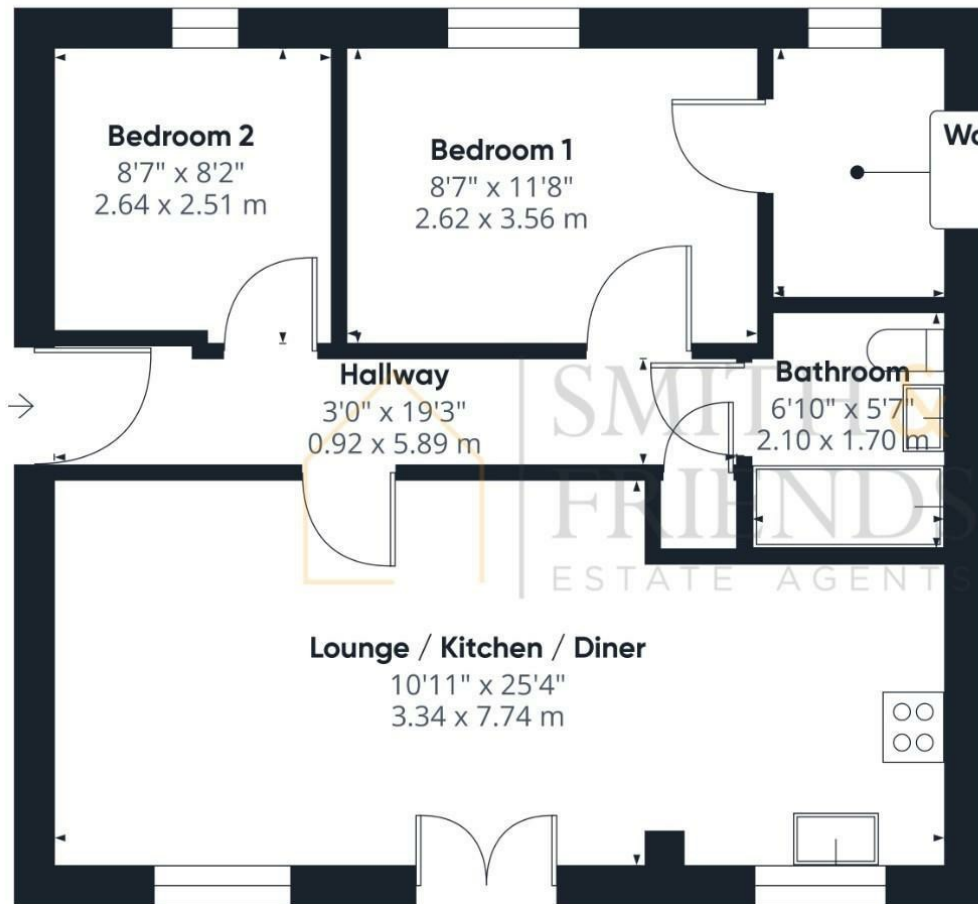 Bedroom 2
8'7" x 8'2"
2.64 x 2.51 m
Bedroom 1
8'7" x 11'8"
2.62 x 3.56 m
Hallway
3'0" x 19'3"
0.92 x 5.89 m
Bathroom
6'10" x 5'7"
2.10 x 1.70 m
SMITH &
FRIENDS
ESTATE AGENTS
Lounge / Kitchen / Diner
10'11" x 25'4"
3.34 x 7.74 m